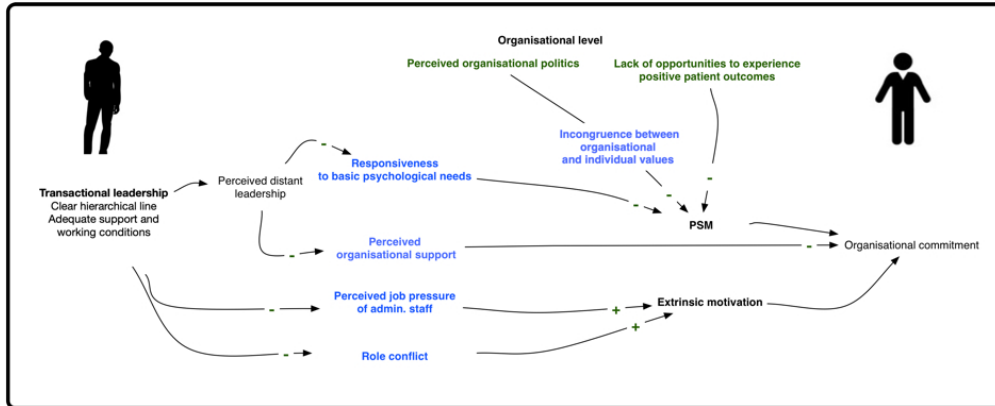 Organisational level
Perceived organisational politics
Lack of opportunities to experience
positive patient outcomes
Incongruence between
organisational
and individual values
-
Responsiveness
to basic psychological needs
Perceived distant
leadership
Transactional leadership
Clear hierarchical line
Adequate support and
working conditions
-
-
-
PSM
-
Perceived
organisational support
-
Organisational commitment
-
Perceived job pressure
of admin. staff
+
Extrinsic motivation
+
-
Role conflict